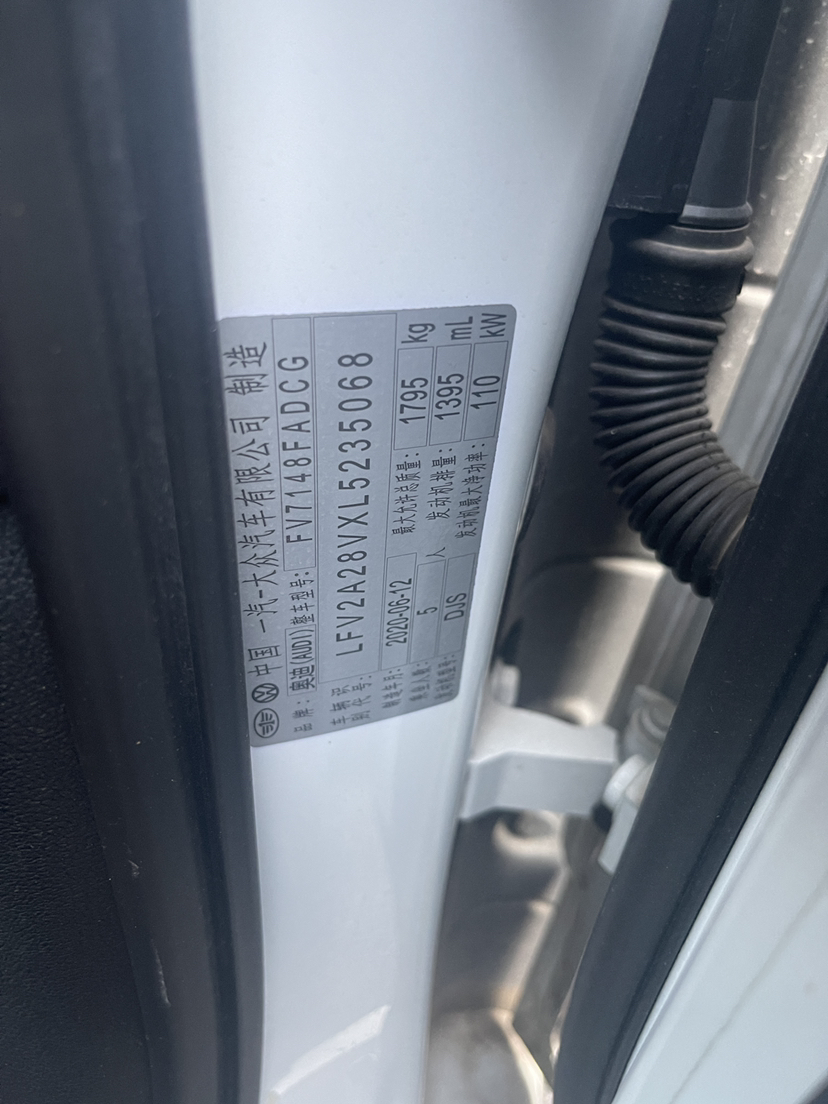 中国一汽-大众汽车有限公司 制造
品牌：奥迪(AUDI) 整车型号：FV7148FADCG
车辆识别代号：LFV2A28VXL5235068
制造年月：2020-06-12 最大允许总质量：1795 kg
乘坐人数：5 人 发动机排量：1395 mL
发动机型号：DJS 发动机最大净功率：110 kW